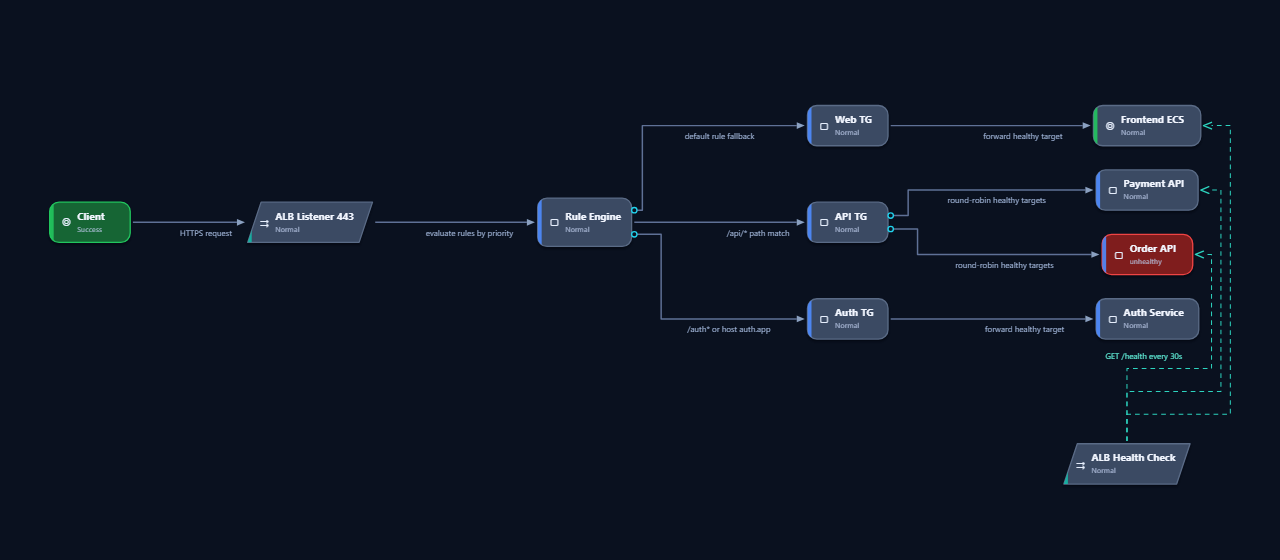 Client
Success
HTTPS request
ALB Listener 443
Normal
evaluate rules by priority
Rule Engine
Normal
default rule fallback
/api/* path match
/auth* or host auth.app
Web TG
Normal
API TG
Normal
Auth TG
Normal
forward healthy target
round-robin healthy targets
round-robin healthy targets
forward healthy target
Frontend ECS
Normal
Payment API
Normal
Order API
unhealthy
Auth Service
Normal
GET /health every 30s
ALB Health Check
Normal